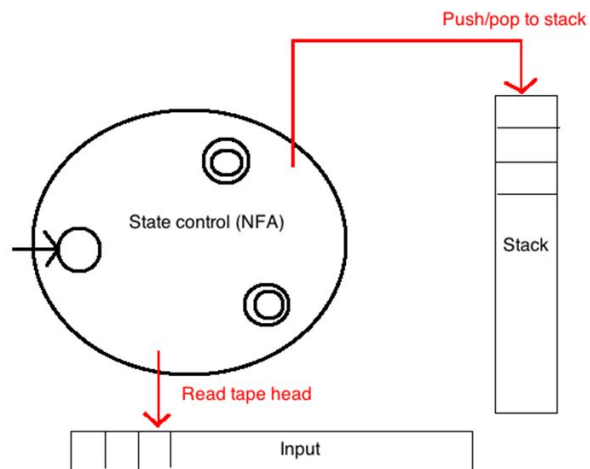 Push/pop to stack
State control (NFA)
Stack
Read tape head
Input